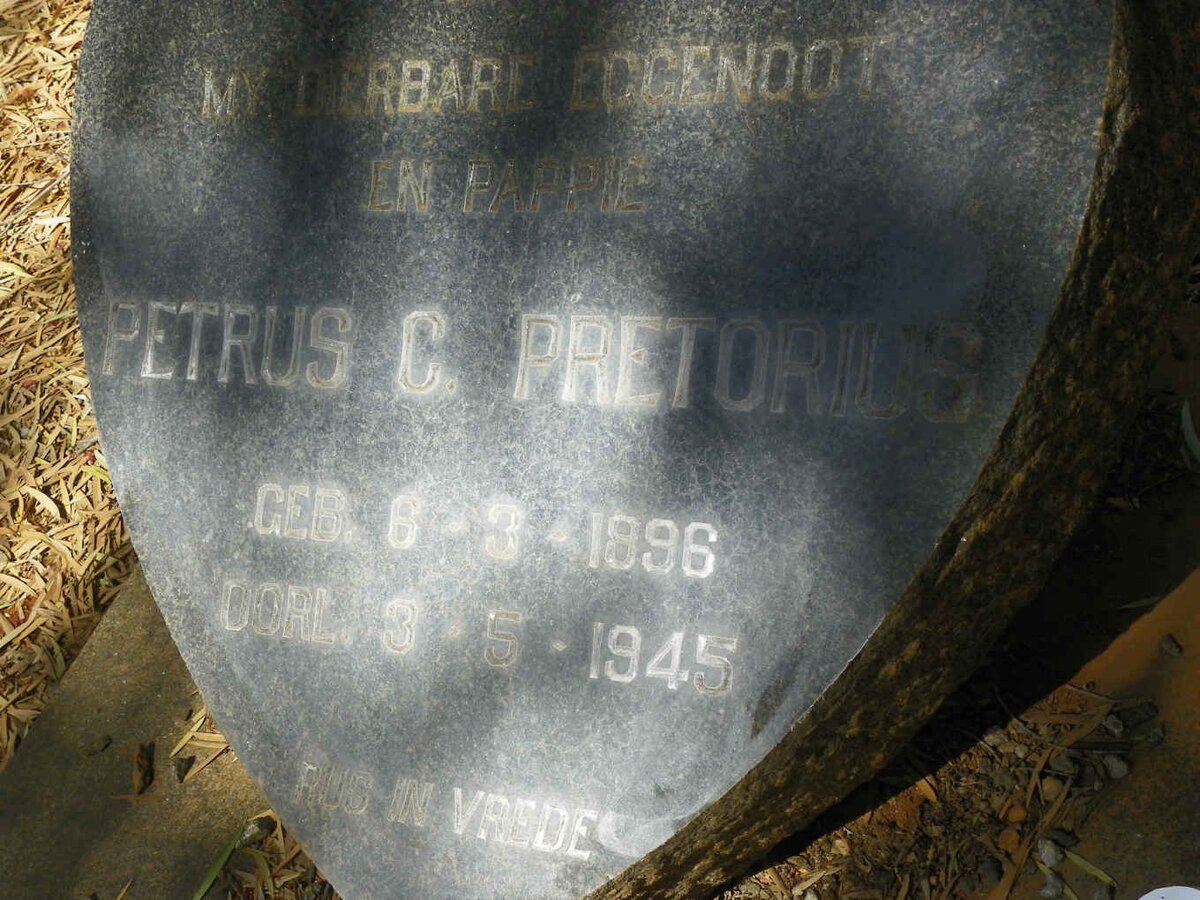 MY DIERBARE EGGENOOT
EN PAPPIE
PETRUS C. PRETORIUS
GEB. 6 - 3 - 1896
OORL. 3 - 5 - 1945
RUS IN VREDE